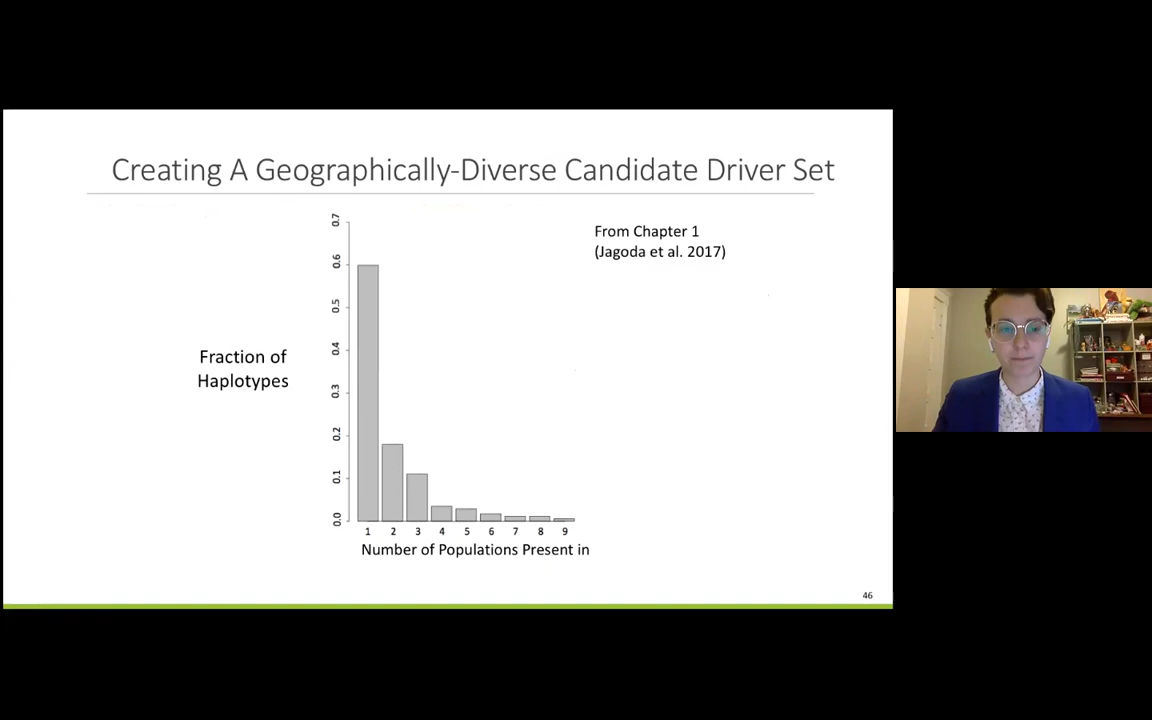 Creating A Geographically-Diverse Candidate Driver Set
From Chapter 1
(Jagoda et al. 2017)
Fraction of
Haplotypes
0.7
0.6
0.5
0.4
0.3
0.2
0.1
0.0
1 2 3 4 5 6 7 8 9
Number of Populations Present in
46